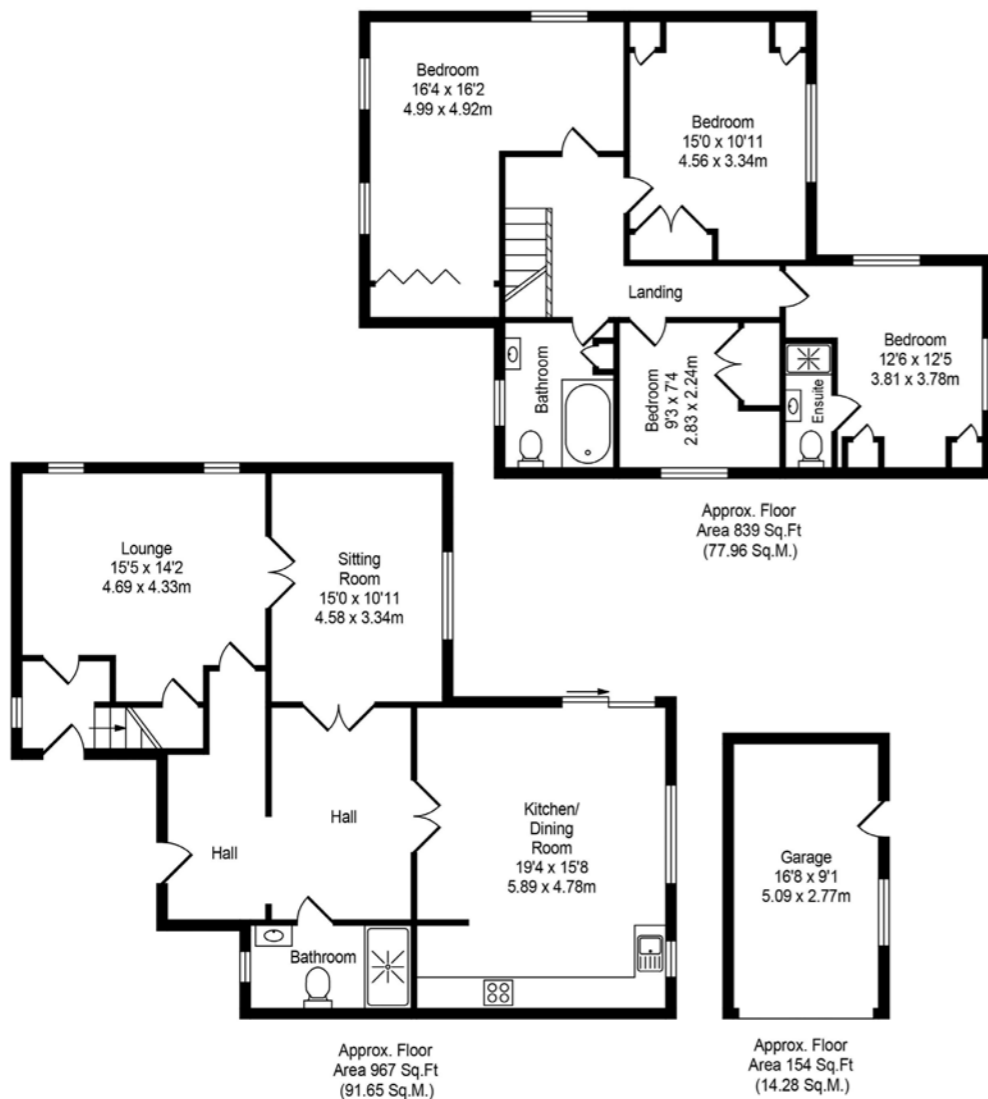 Bedroom
16'4 x 16'2
4.99 x 4.92m
Bedroom
15'0 x 10'11
4.56 x 3.34m
Landing
Bedroom
12'6 x 12'5
3.81 x 3.78m
Bathroom
Bedroom
9'3 x 7'4
2.83 x 2.24m
Ensuite
Approx. Floor
Area 839 Sq.Ft
(77.96 Sq.M.)
Lounge
15'5 x 14'2
4.69 x 4.33m
Sitting
Room
15'0 x 10'11
4.58 x 3.34m
Hall
Hall
Kitchen/
Dining
Room
19'4 x 15'8
5.89 x 4.78m
Bathroom
Approx. Floor
Area 967 Sq.Ft
(91.65 Sq.M.)
Garage
16'8 x 9'1
5.09 x 2.77m
Approx. Floor
Area 154 Sq.Ft
(14.28 Sq.M.)